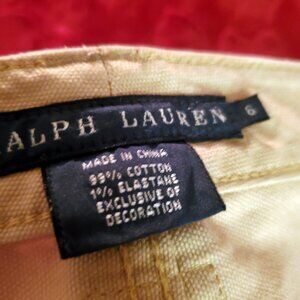 ALPH LAUREN 6
MADE IN CHINA
99% COTTON
1% ELASTANE
EXCLUSIVE OF
DECORATION